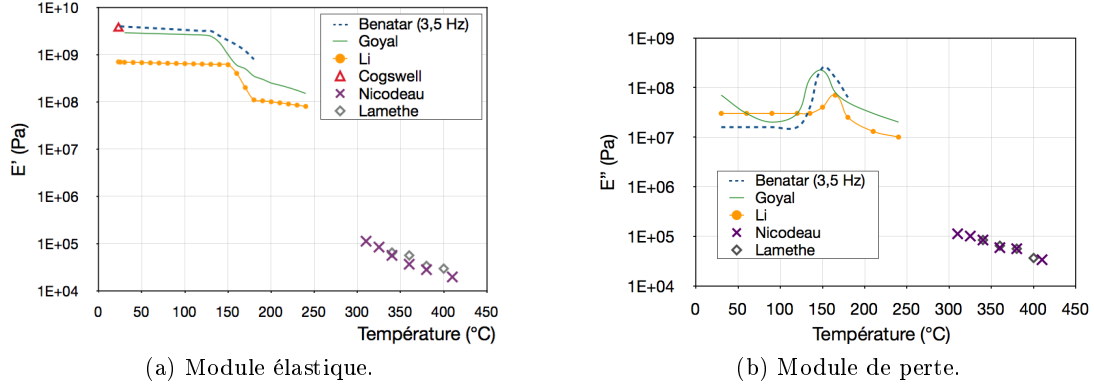 1E+10
1E+09
1E+08
1E+07
1E+06
1E+05
1E+04
E' (Pa)
Benatar (3,5 Hz)
Goyal
Li
Cogswell
Nicodeau
Lamethe
0 50 100 150 200 250 300 350 400 450
Température (°C)
(a) Module élastique.
1E+09
1E+08
1E+07
1E+06
1E+05
1E+04
E" (Pa)
Benatar (3,5 Hz)
Goyal
Li
Nicodeau
Lamethe
0 50 100 150 200 250 300 350 400 450
Température (°C)
(b) Module de perte.